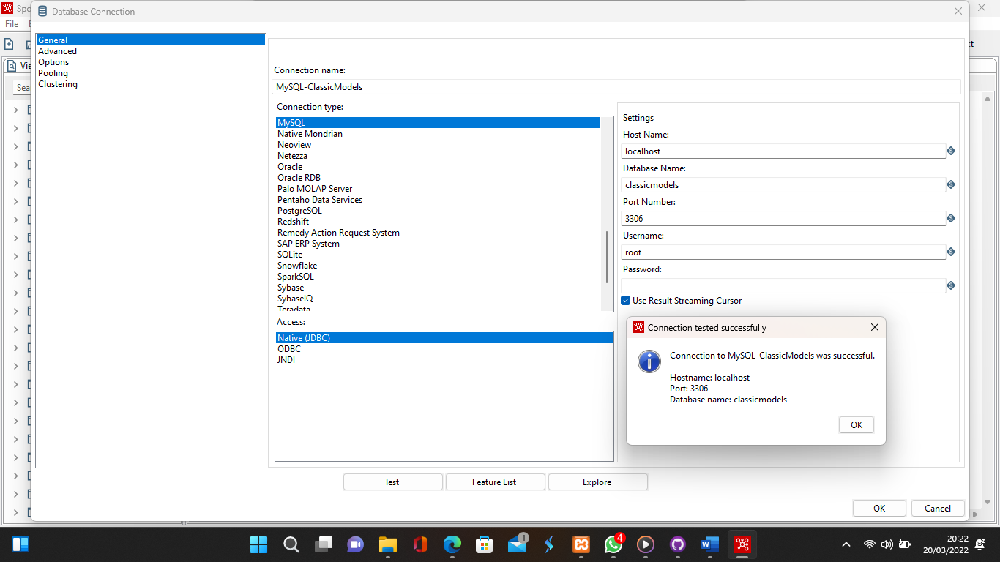 Spo
Database Connection
File
General
Advanced
Options
Pooling
Clustering
Vie
Sea
Connection name:
MySQL-ClassicModels
Connection type:
MySQL
Native Mondrian
Neoview
Netezza
Oracle
Oracle RDB
Palo MOLAP Server
Pentaho Data Services
PostgreSQL
Redshift
Remedy Action Request System
SAP ERP System
SQLite
Snowflake
SparkSQL
Sybase
SybaseIQ
Teradata
Access:
Native (JDBC)
ODBC
JNDI
Settings
Host Name:
localhost
Database Name:
classicmodels
Port Number:
3306
Username:
root
Password:
Use Result Streaming Cursor
Connection tested successfully
Connection to MySQL-ClassicModels was successful.
Hostname: localhost
Port: 3306
Database name: classicmodels
OK
Test
Feature List
Explore
OK
Cancel
1
4
20:22
20/03/2022